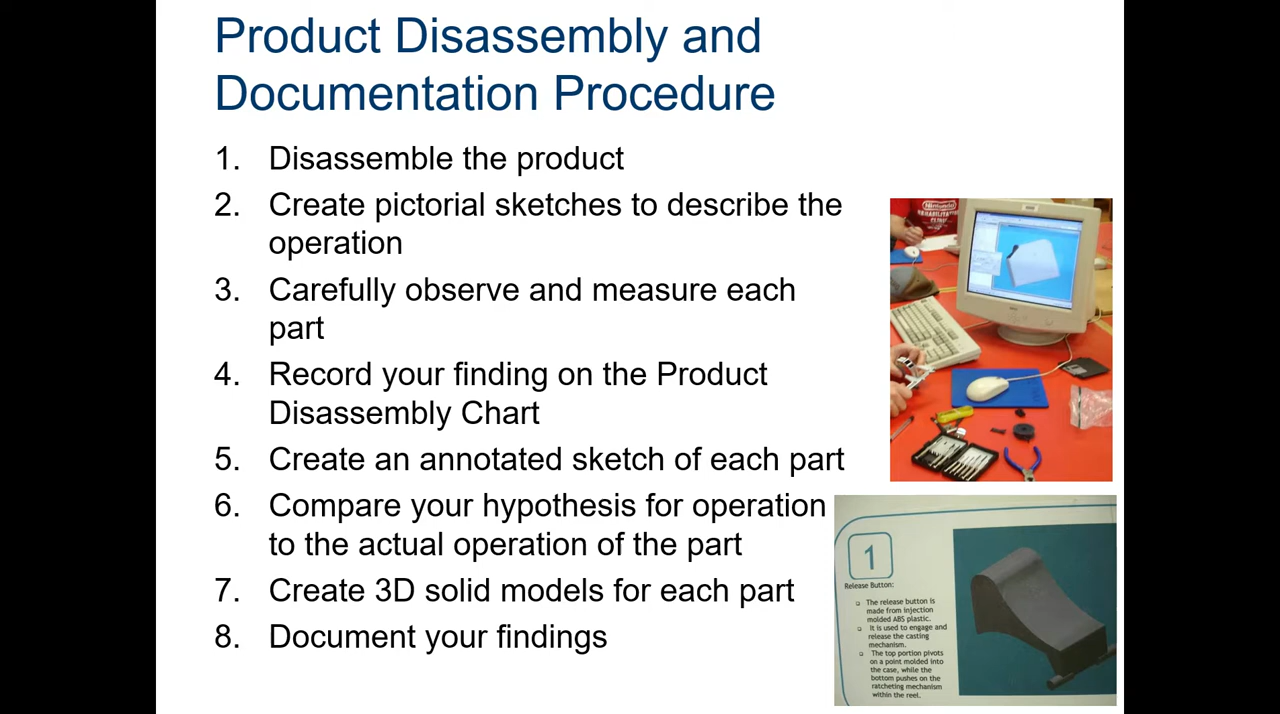 Product Disassembly and
Documentation Procedure
1. Disassemble the product
2. Create pictorial sketches to describe the
operation
3. Carefully observe and measure each
part
4. Record your finding on the Product
Disassembly Chart
5. Create an annotated sketch of each part
6. Compare your hypothesis for operation
to the actual operation of the part
7. Create 3D solid models for each part
8. Document your findings
Nintendo
REHABILITATION
CLINIC
1
Release Button:
The release button is
made from injection
molded ABS plastic.
It is used to engage and
release the casting
mechanism.
The top portion pivots
on a point molded into
the case, while the
bottom pushes on the
ratcheting mechanism
within the reel.